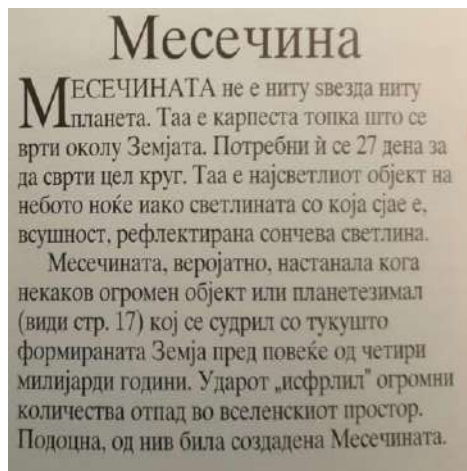 Месечина
МЕСЕЧИНАТА не е ниту ѕвезда ниту
планета. Таа е карпеста топка што се
врти околу Земјата. Потребни ѝ се 27 дена за
да сврти цел круг. Таа е најсветлиот објект на
небото ноќе иако светлината со која сјае е,
всушност, рефлектирана сончева светлина.
Месечината, веројатно, настанала кога
некаков огромен објект или планетезимал
(види стр. 17) кој се судрил со тукушто
формираната Земја пред повеќе од четири
милијарди години. Ударот „исфрлил” огромни
количества отпад во вселенскиот простор.
Подоцна, од нив била создадена Месечината.